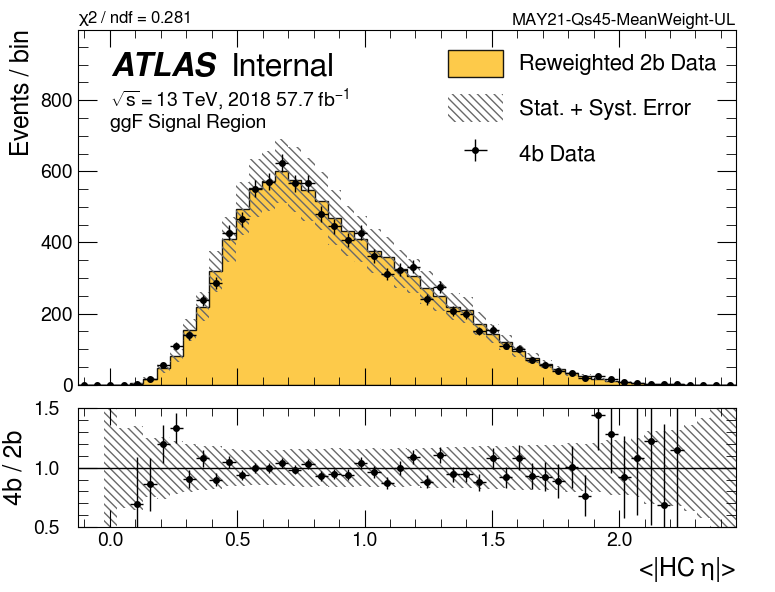 χ2 / ndf = 0.281
MAY21-Qs45-MeanWeight-UL
Events / bin
ATLAS Internal
√s = 13 TeV, 2018 57.7 fb−1
ggF Signal Region
Reweighted 2b Data
Stat. + Syst. Error
4b Data
800
600
400
200
0
4b / 2b
1.5
1.0
0.5
0.0 0.5 1.0 1.5 2.0
<|HC η|>